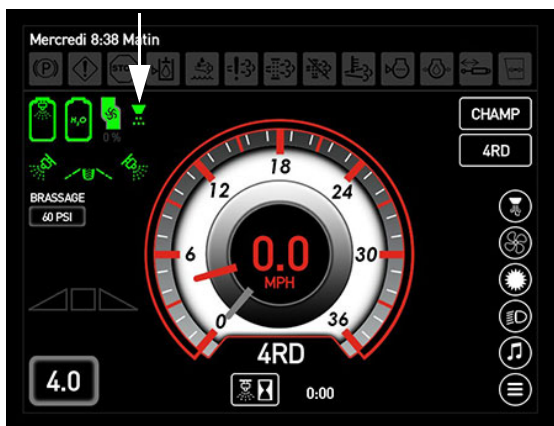 Mercredi 8:38 Matin
(P)
STO
H₂O
0 %
CHAMP
4RD
BRASSAGE
60 PSI
18
12
24
6
30
0.0
MPH
0
36
4RD
4.0
0:00